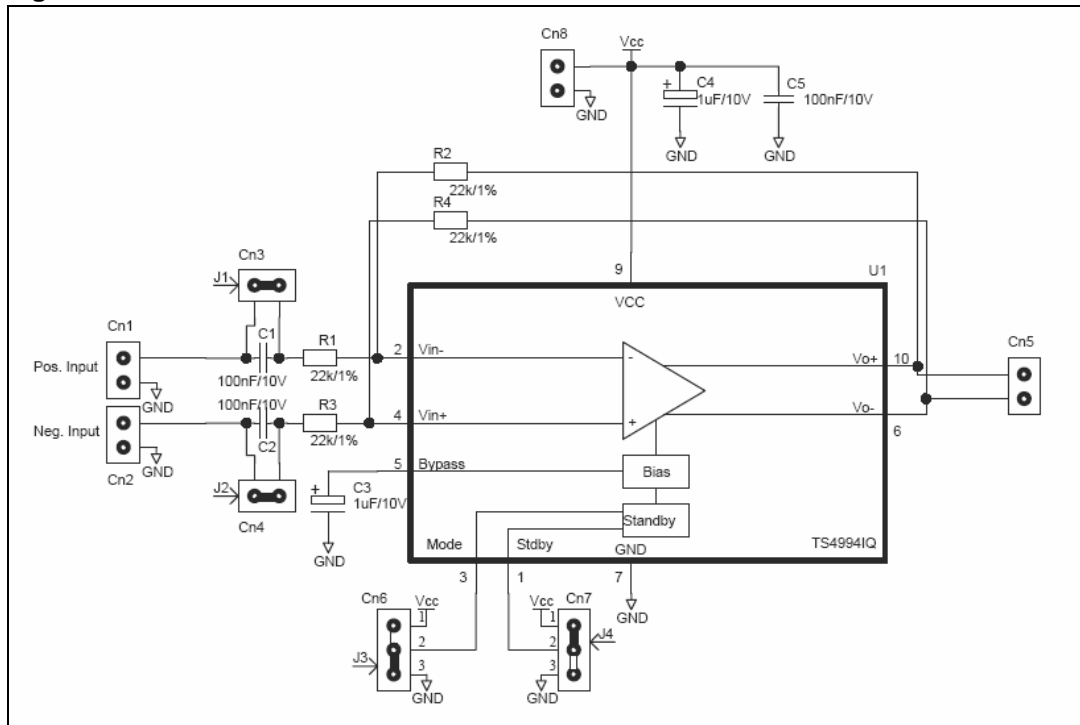 Cn8
Vcc
+
C4
1uF/10V
C5
100nF/10V
GND
GND
GND
R2
22k/1%
R4
22k/1%
Cn3
J1
9
U1
VCC
Cn1
C1
R1
2
Vin-
-
Vo+
10
Cn5
Pos. Input
100nF/10V
22k/1%
GND
100nF/10V
R3
4
Vin+
+
Vo-
6
Neg. Input
C2
22k/1%
GND
Cn2
5
Bypass
Bias
J2
Cn4
+
C3
1uF/10V
Standby
GND
Mode
Stdby
GND
TS4994IQ
3
1
7
GND
Cn6
Vcc
1
2
3
J3
GND
Vcc
Cn7
1
2
3
J4
GND